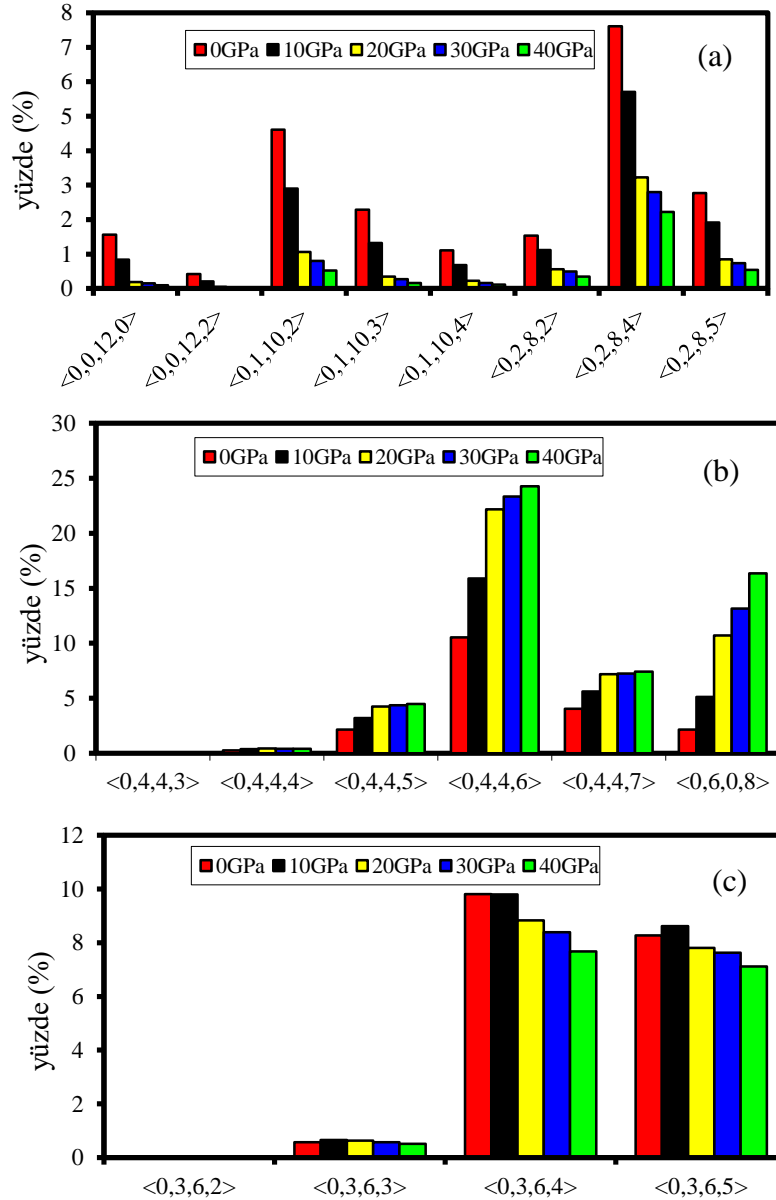 8
7
6
5
4
3
2
1
0
yüzde (%)
0GPa 10GPa 20GPa 30GPa 40GPa
(a)
<0,0,12,0> <0,0,12,2> <0,1,10,2> <0,1,10,3> <0,1,10,4> <0,2,8,2> <0,2,8,4> <0,2,8,5>
30
25
20
15
10
5
0
yüzde (%)
0GPa 10GPa 20GPa 30GPa 40GPa
(b)
<0,4,4,3> <0,4,4,4> <0,4,4,5> <0,4,4,6> <0,4,4,7> <0,6,0,8>
12
10
8
6
4
2
0
yüzde (%)
0GPa 10GPa 20GPa 30GPa 40GPa
(c)
<0,3,6,2> <0,3,6,3> <0,3,6,4> <0,3,6,5>